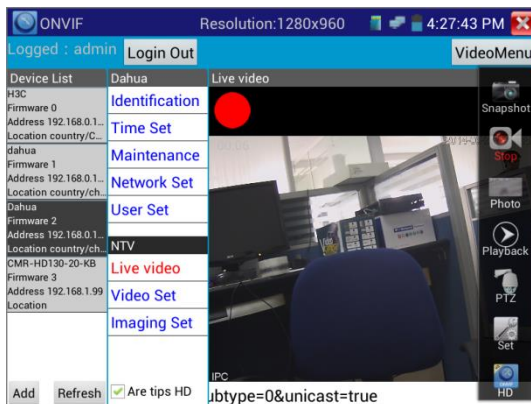 ONVIF
Resolution:1280x960
4:27:43 PM
Logged : admin
Login Out
VideoMenu
Device List
H3C
Firmware 0
Address 192.168.0.1...
Location country/C...
dahua
Firmware 1
Address 192.168.0.1...
Location country/ch...
Dahua
Firmware 2
Address 192.168.0.1...
Location country/ch...
CMR-HD130-20-KB
Firmware 3
Address 192.168.1.99
Location
Add
Refresh
Dahua
Identification
Time Set
Maintenance
Network Set
User Set
NTV
Live video
Video Set
Imaging Set
Are tips HD
Live video
00:09
IPC
ubtype=0&unicast=true
Snapshot
Stop
Photo
Playback
PTZ
Set
HD